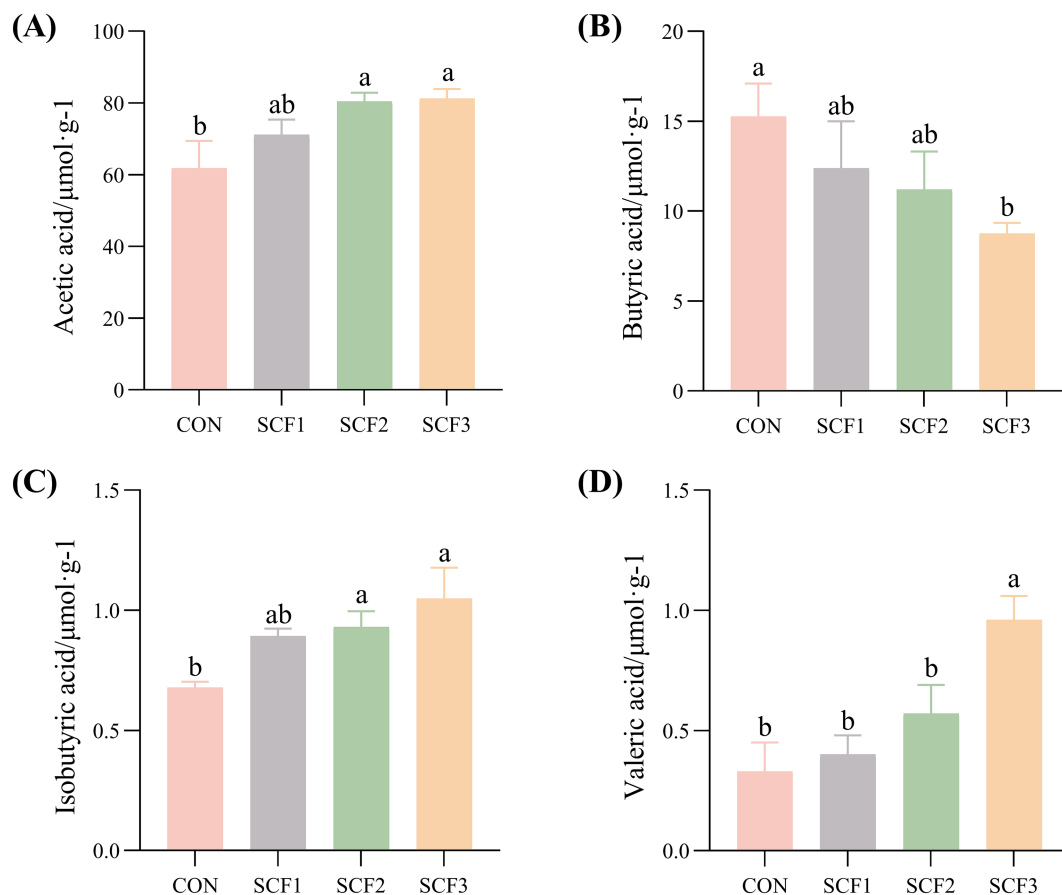 (A)
Acetic acid/μmol·g-1
100
80
60
40
20
0
b
ab
a
a
CON SCF1 SCF2 SCF3
(B)
Butyric acid/μmol·g-1
20
15
10
5
0
a
ab
ab
b
CON SCF1 SCF2 SCF3
(C)
Isobutyric acid/μmol·g-1
1.5
1.0
0.5
0.0
b
ab
a
a
CON SCF1 SCF2 SCF3
(D)
Valeric acid/μmol·g-1
1.5
1.0
0.5
0.0
b
b
b
a
CON SCF1 SCF2 SCF3